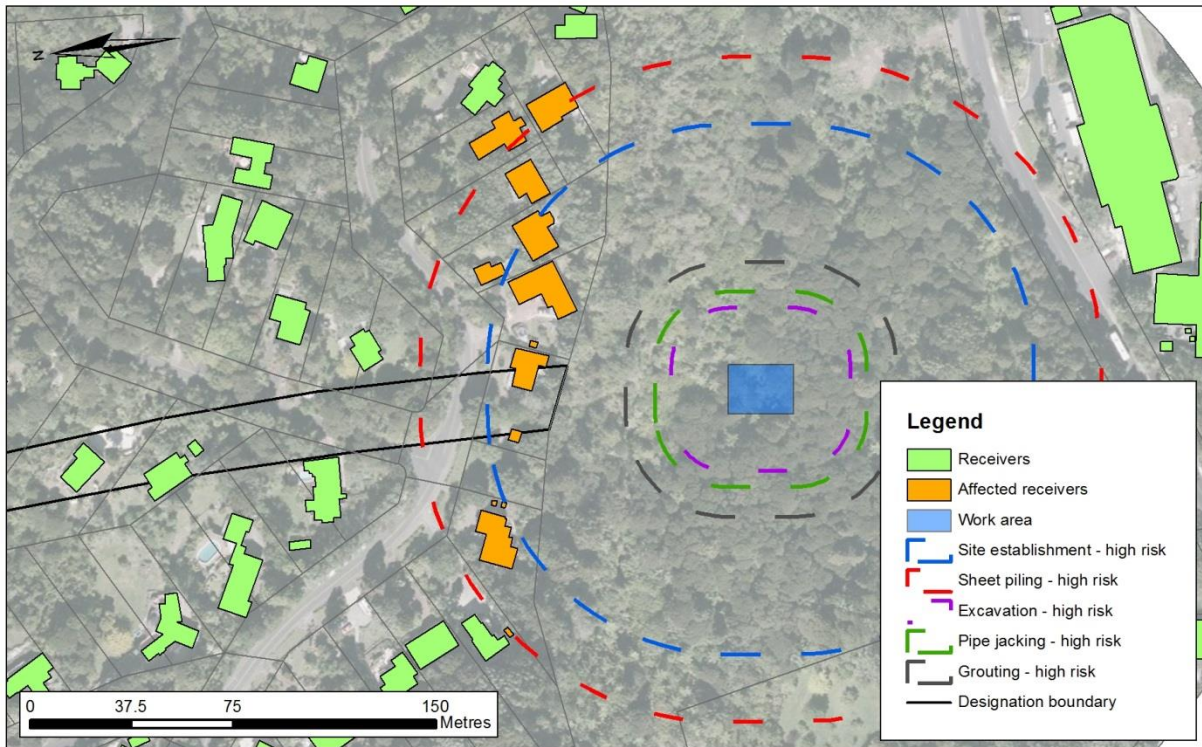 N
Legend
Receivers
Affected receivers
Work area
Site establishment - high risk
Sheet piling - high risk
Excavation - high risk
Pipe jacking - high risk
Grouting - high risk
Designation boundary
0 37.5 75 150
Metres